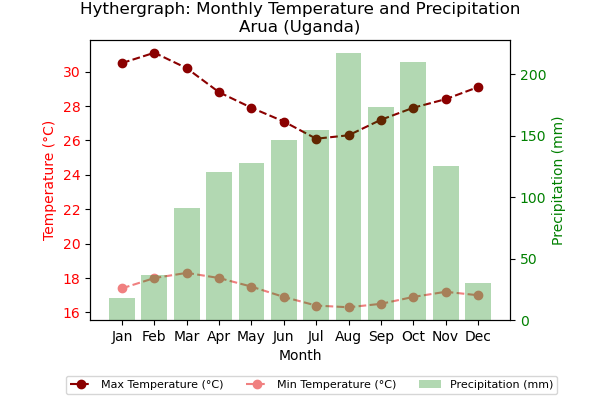 Hythergraph: Monthly Temperature and Precipitation
Arua (Uganda)
Temperature (°C)
30
28
26
24
22
20
18
16
Precipitation (mm)
200
150
100
50
0
Jan Feb Mar Apr May Jun Jul Aug Sep Oct Nov Dec
Month
Max Temperature (°C) Min Temperature (°C) Precipitation (mm)